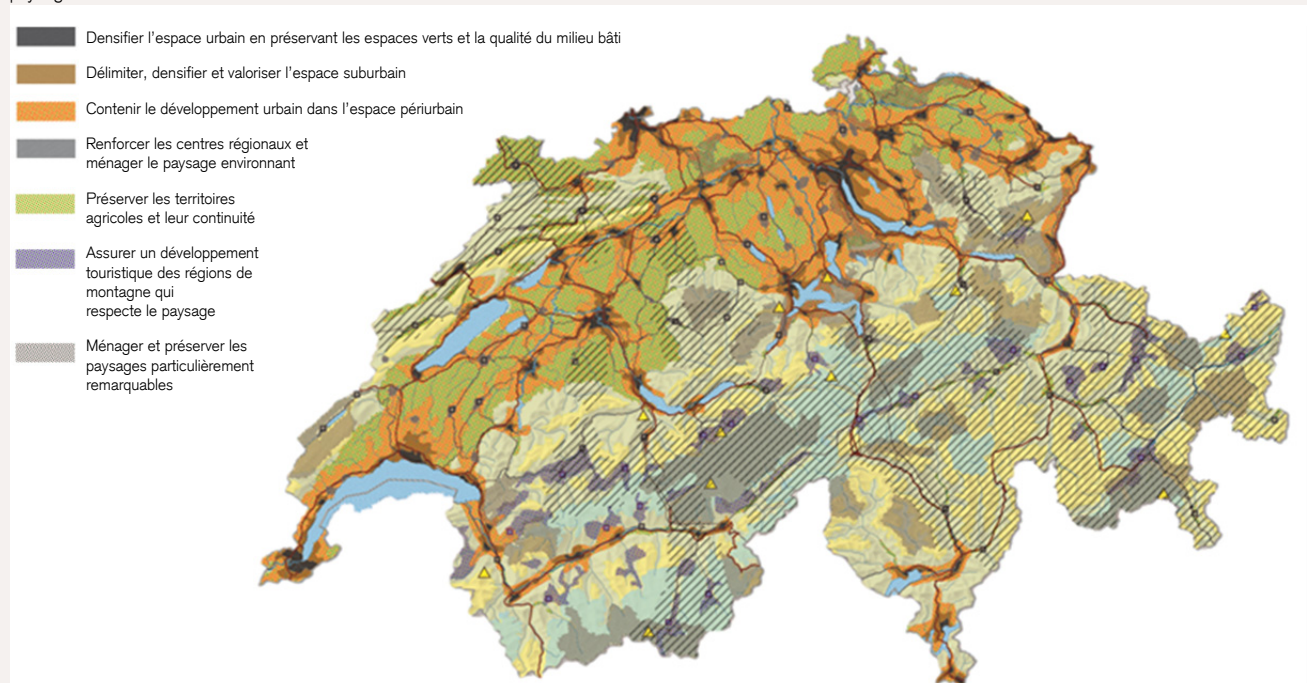 Densifier l'espace urbain en préservant les espaces verts et la qualité du milieu bâti
Délimiter, densifier et valoriser l'espace suburbain
Contenir le développement urbain dans l'espace périurbain
Renforcer les centres régionaux et
ménager le paysage environnant
Préserver les territoires
agricoles et leur continuité
Assurer un développement
touristique des régions de
montagne qui
respecte le paysage
Ménager et préserver les
paysages particulièrement
remarquables